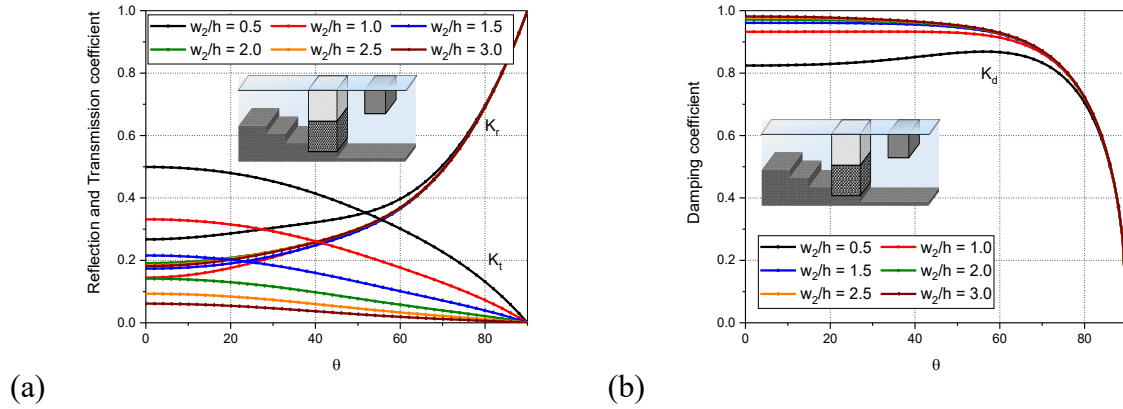 w2/h = 0.5 w2/h = 1.0 w2/h = 1.5
w2/h = 2.0 w2/h = 2.5 w2/h = 3.0
Reflection and Transmission coefficient
1.0
0.8
0.6
0.4
0.2
0.0
Kr
Kt
0 20 40 60 80
θ
(a)
Damping coefficient
1.0
0.8
0.6
0.4
0.2
0.0
Kd
w2/h = 0.5 w2/h = 1.0
w2/h = 1.5 w2/h = 2.0
w2/h = 2.5 w2/h = 3.0
0 20 40 60 80
θ
(b)